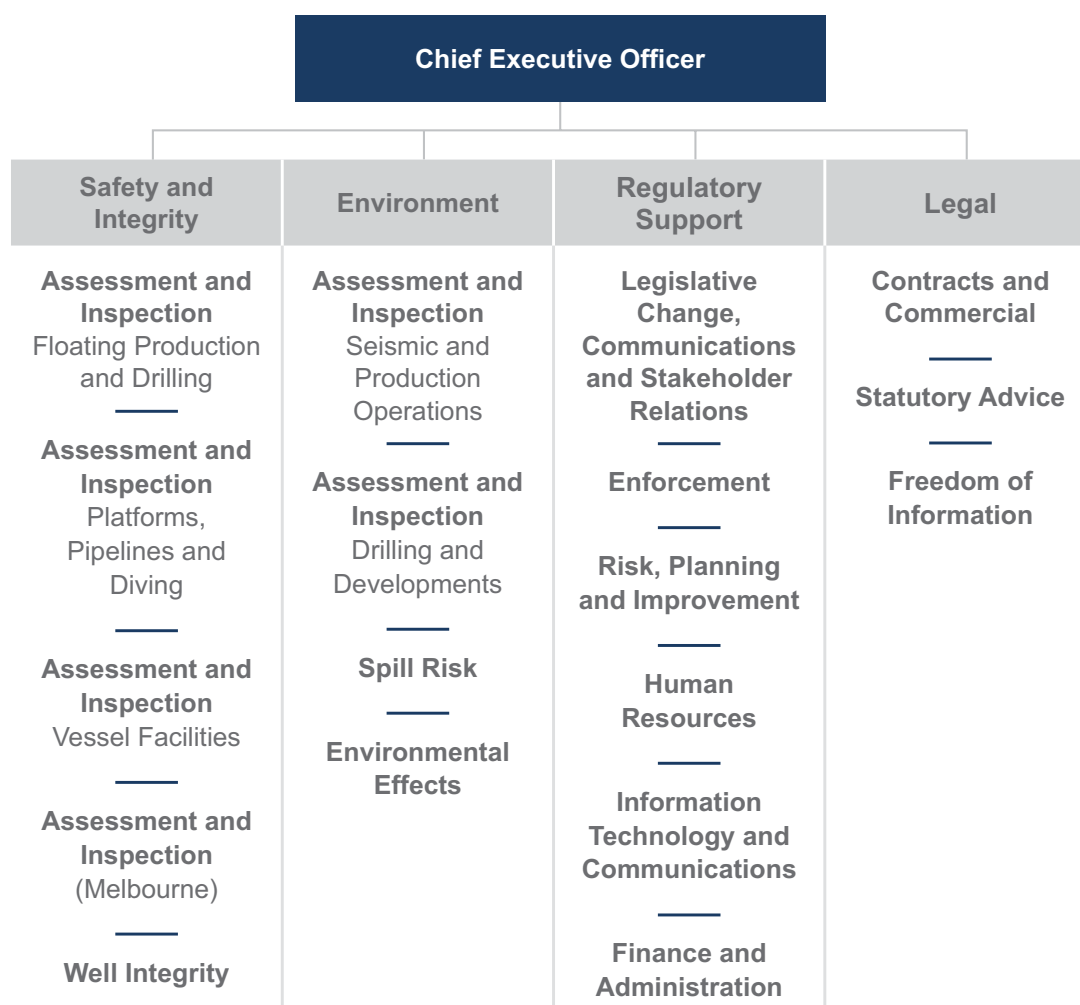 Chief Executive Officer
Safety and
Integrity
Environment
Regulatory
Support
Legal
Assessment and
Inspection
Floating Production
and Drilling
Assessment and
Inspection
Platforms,
Pipelines and
Diving
Assessment and
Inspection
Vessel Facilities
Assessment and
Inspection
(Melbourne)
Well Integrity
Assessment and
Inspection
Seismic and
Production
Operations
Assessment and
Inspection
Drilling and
Developments
Spill Risk
Environmental
Effects
Legislative
Change,
Communications
and Stakeholder
Relations
Enforcement
Risk, Planning
and Improvement
Human
Resources
Information
Technology and
Communications
Finance and
Administration
Contracts and
Commercial
Statutory Advice
Freedom of
Information